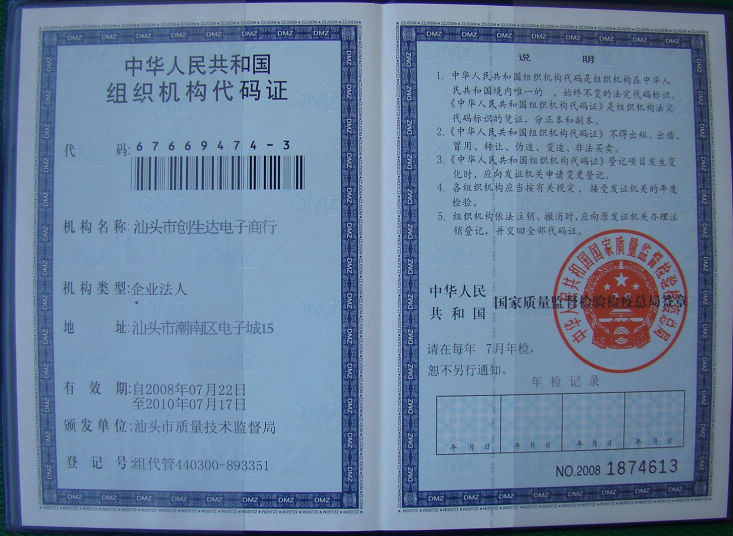 中华人民共和国
组织机构代码证
代 码: 67669474-3
机构名称:汕头市创生达电子商行
机构类型:企业法人
地 址:汕头市潮南区电子城15
有 效 期:自2008年07月22日
至2010年07月17日
颁发单位:汕头市质量技术监督局
登 记 号:组代管440300-893351
说 明
1. 中华人民共和国组织机构代码是组织机构在中华人
民共和国境内唯一的 、始终不变的法定代码标识,
《中华人民共和国组织机构代码证》是组织机构法定
代码标识的凭证,分正本和副本。
2.《中华人民共和国组织机构代码证》不得出租、出借、
冒用、转让、伪造、变造、非法买卖。
3.《中华人民共和国组织机构代码证》登记项目发生变
化时,应向发证机关申请变更登记。
4. 各组织机构应当按有关规定,接受发证机关的年度
检验。
5. 组织机构依法注销、撤消时,应向原发证机关办理注
销登记,并交回全部代码证。
中华人民共和国国家质量监督检验检疫总局
中华人民
共和国 国家质量监督检验检疫总局签章
请在每年 7月年检,
恕不另行通知。
年检记录
年 月 日 年 月 日 年 月 日 年 月 日
NO.2008 1874613